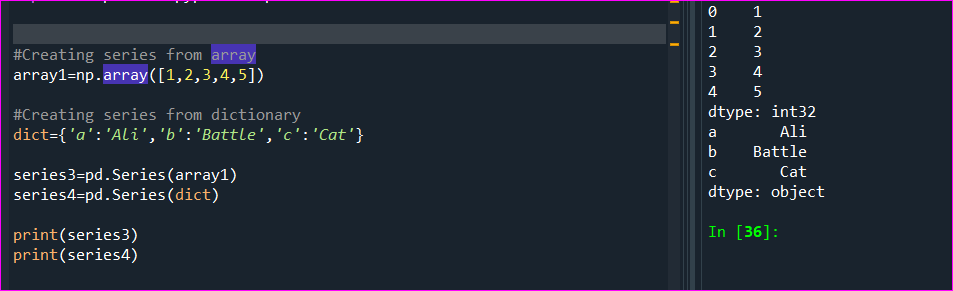 #Creating series from array
array1=np.array([1,2,3,4,5])
#Creating series from dictionary
dict={'a':'Ali','b':'Battle','c':'Cat'}
series3=pd.Series(array1)
series4=pd.Series(dict)
print(series3)
print(series4)
0    1
1    2
2    3
3    4
4    5
dtype: int32
a       Ali
b    Battle
c       Cat
dtype: object
In [36]: